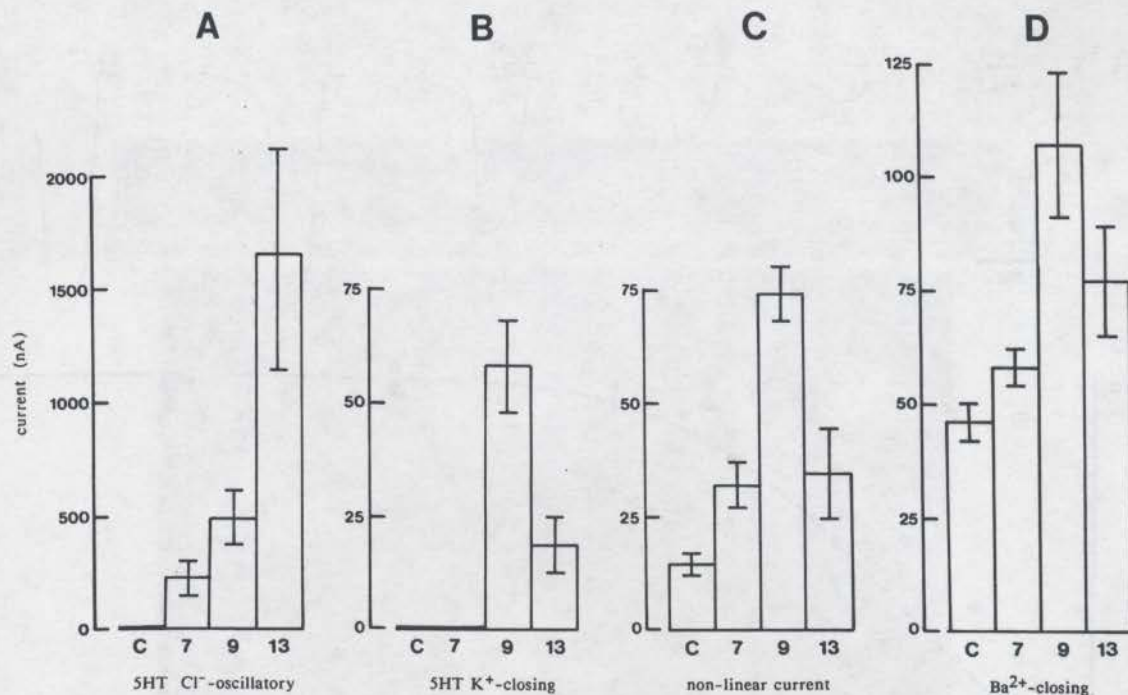 A B C D
125
100
75
50
25
0
2000
1500
1000
500
0
current (nA)
75
50
25
0
75
50
25
0
C 7 9 13
C 7 9 13
C 7 9 13
C 7 9 13
5HT Cl⁻-oscillatory
5HT K⁺-closing
non-linear current
Ba²⁺-closing